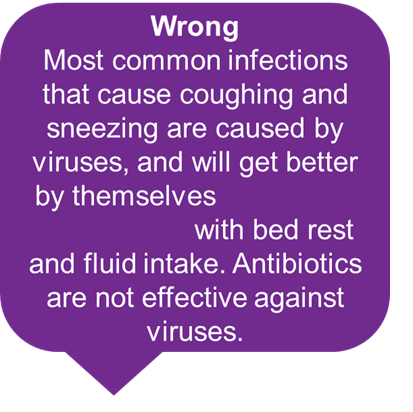 Wrong
Most common infections
that cause coughing and
sneezing are caused by
viruses, and will get better
by themselves
with bed rest
and fluid intake. Antibiotics
are not effective against
viruses.